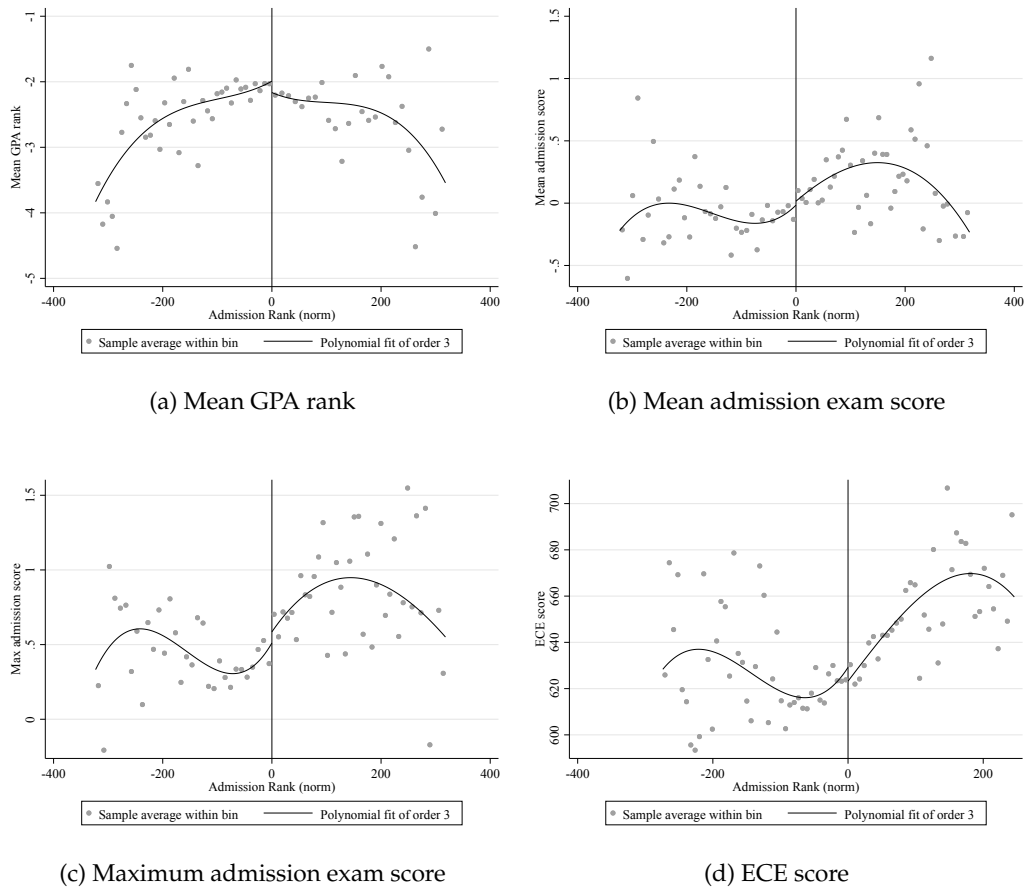 -1
-2
-3
-4
-5
Mean GPA rank
-400 -200 0 200 400
Admission Rank (norm)
Sample average within bin Polynomial fit of order 3
(a) Mean GPA rank
1.5
1
.5
0
-.5
Mean admission score
-400 -200 0 200 400
Admission Rank (norm)
Sample average within bin Polynomial fit of order 3
(b) Mean admission exam score
1.5
1
.5
0
Max admission score
-400 -200 0 200 400
Admission Rank (norm)
Sample average within bin Polynomial fit of order 3
(c) Maximum admission exam score
700
680
660
640
620
600
ECE score
-400 -200 0 200
Admission Rank (norm)
Sample average within bin Polynomial fit of order 3
(d) ECE score